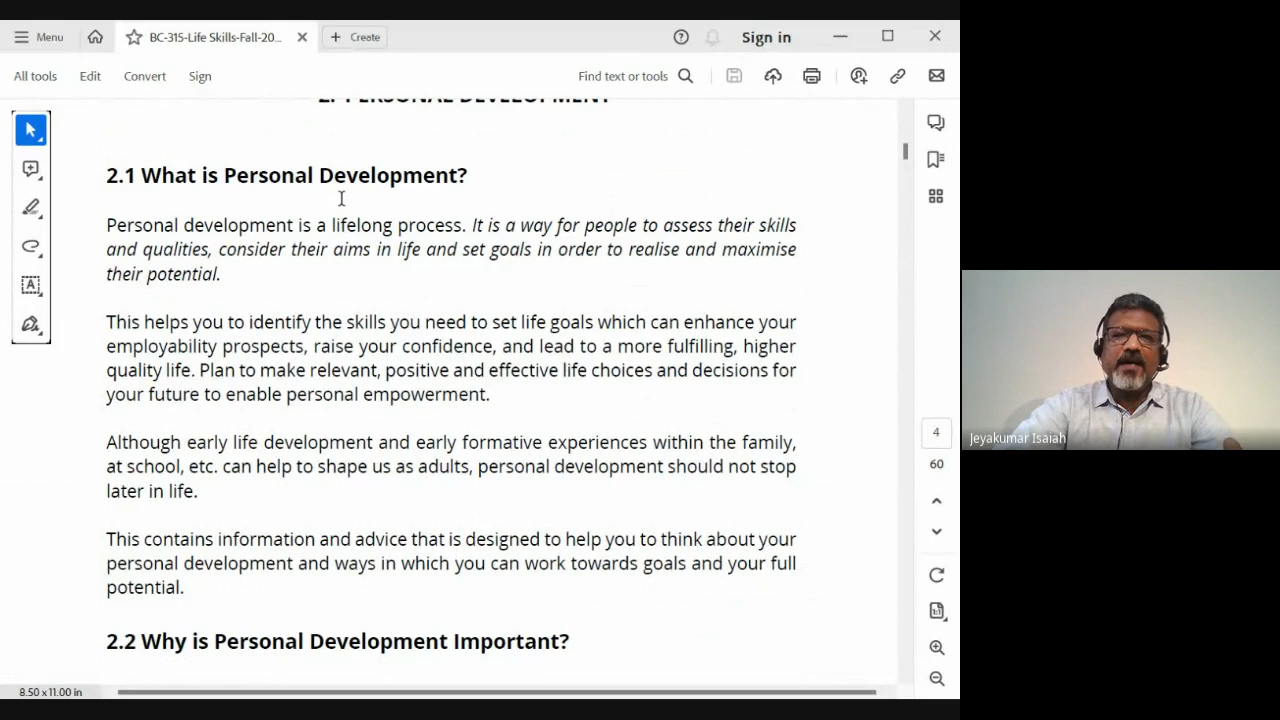 Menu
BC-315-Life Skills-Fall-20...
Create
Sign in
All tools
Edit
Convert
Sign
Find text or tools
2. PERSONAL DEVELOPMENT
2.1 What is Personal Development?
Personal development is a lifelong process. It is a way for people to assess their skills
and qualities, consider their aims in life and set goals in order to realise and maximise
their potential.
This helps you to identify the skills you need to set life goals which can enhance your
employability prospects, raise your confidence, and lead to a more fulfilling, higher
quality life. Plan to make relevant, positive and effective life choices and decisions for
your future to enable personal empowerment.
Although early life development and early formative experiences within the family,
at school, etc. can help to shape us as adults, personal development should not stop
later in life.
This contains information and advice that is designed to help you to think about your
personal development and ways in which you can work towards goals and your full
potential.
2.2 Why is Personal Development Important?
4
60
8.50 x 11.00 in
Jeyakumar Isaiah